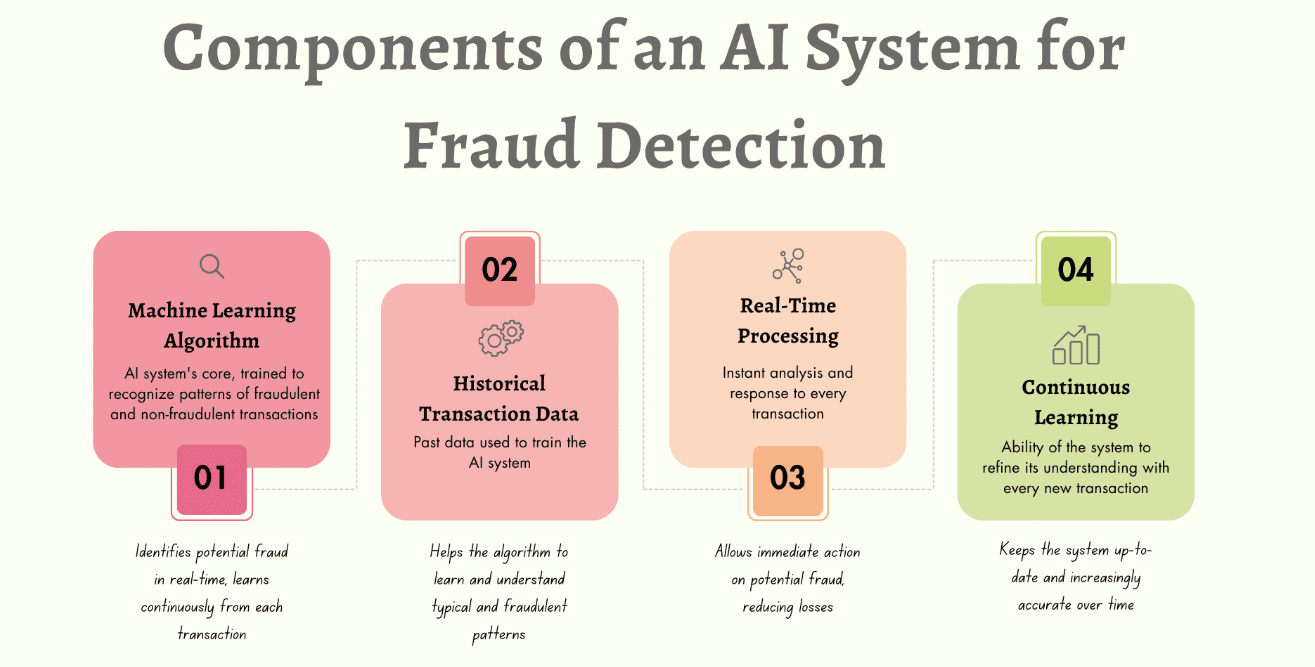 Components of an AI System for
Fraud Detection
Machine Learning
Algorithm
AI system's core, trained to
recognize patterns of fraudulent
and non-fraudulent transactions
01
Identifies potential fraud
in real-time, learns
continuously from each
transaction
02
Historical
Transaction Data
Past data used to train the
AI system
Helps the algorithm to
learn and understand
typical and fraudulent
patterns
Real-Time
Processing
Instant analysis and
response to every
transaction
03
Allows immediate action
on potential fraud,
reducing losses
04
Continuous
Learning
Ability of the system to
refine its understanding with
every new transaction
Keeps the system up-to-
date and increasingly
accurate over time